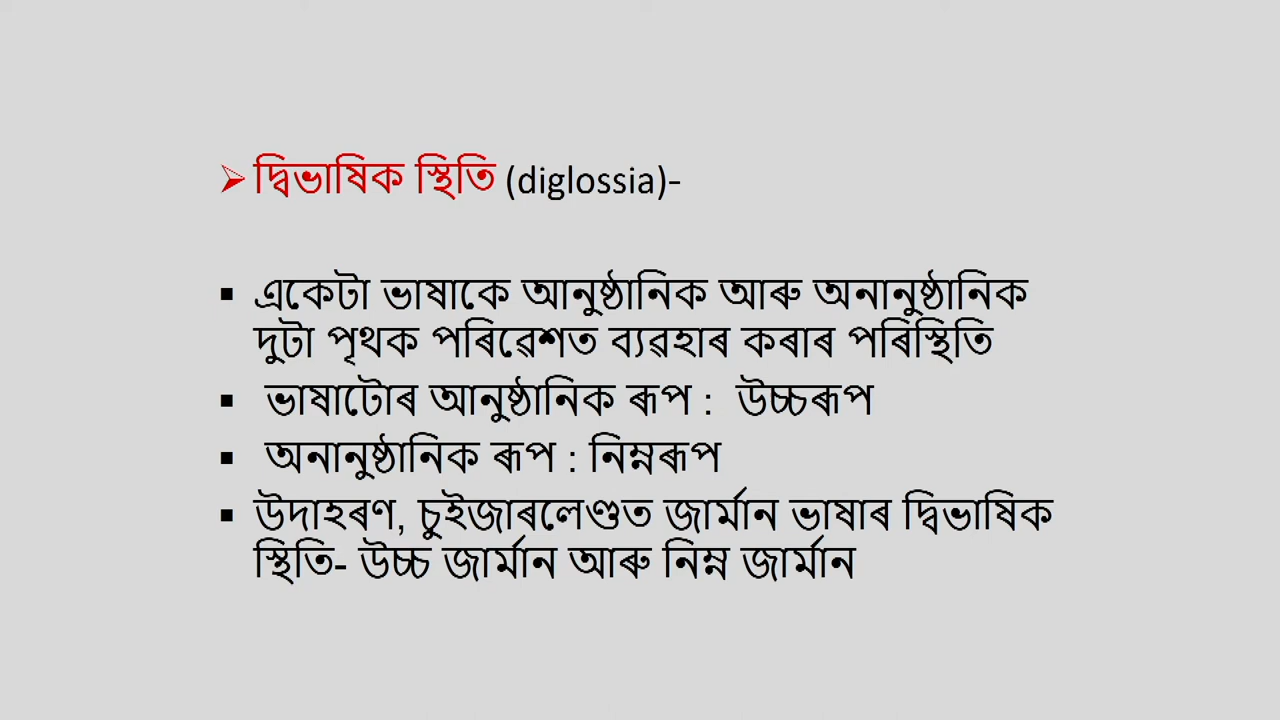 ➢ দ্বিভাষিক স্থিতি (diglossia)-
▪ একেটা ভাষাকে আনুষ্ঠানিক আৰু অনানুষ্ঠানিক
দুটা পৃথক পৰিৱেশত ব্যৱহাৰ কৰাৰ পৰিস্থিতি
▪ ভাষাটোৰ আনুষ্ঠানিক ৰূপ : উচ্চৰূপ
▪ অনানুষ্ঠানিক ৰূপ : নিম্নৰূপ
▪ উদাহৰণ, চুইজাৰলেণ্ডত জাৰ্মান ভাষাৰ দ্বিভাষিক
স্থিতি- উচ্চ জাৰ্মান আৰু নিম্ন জাৰ্মান